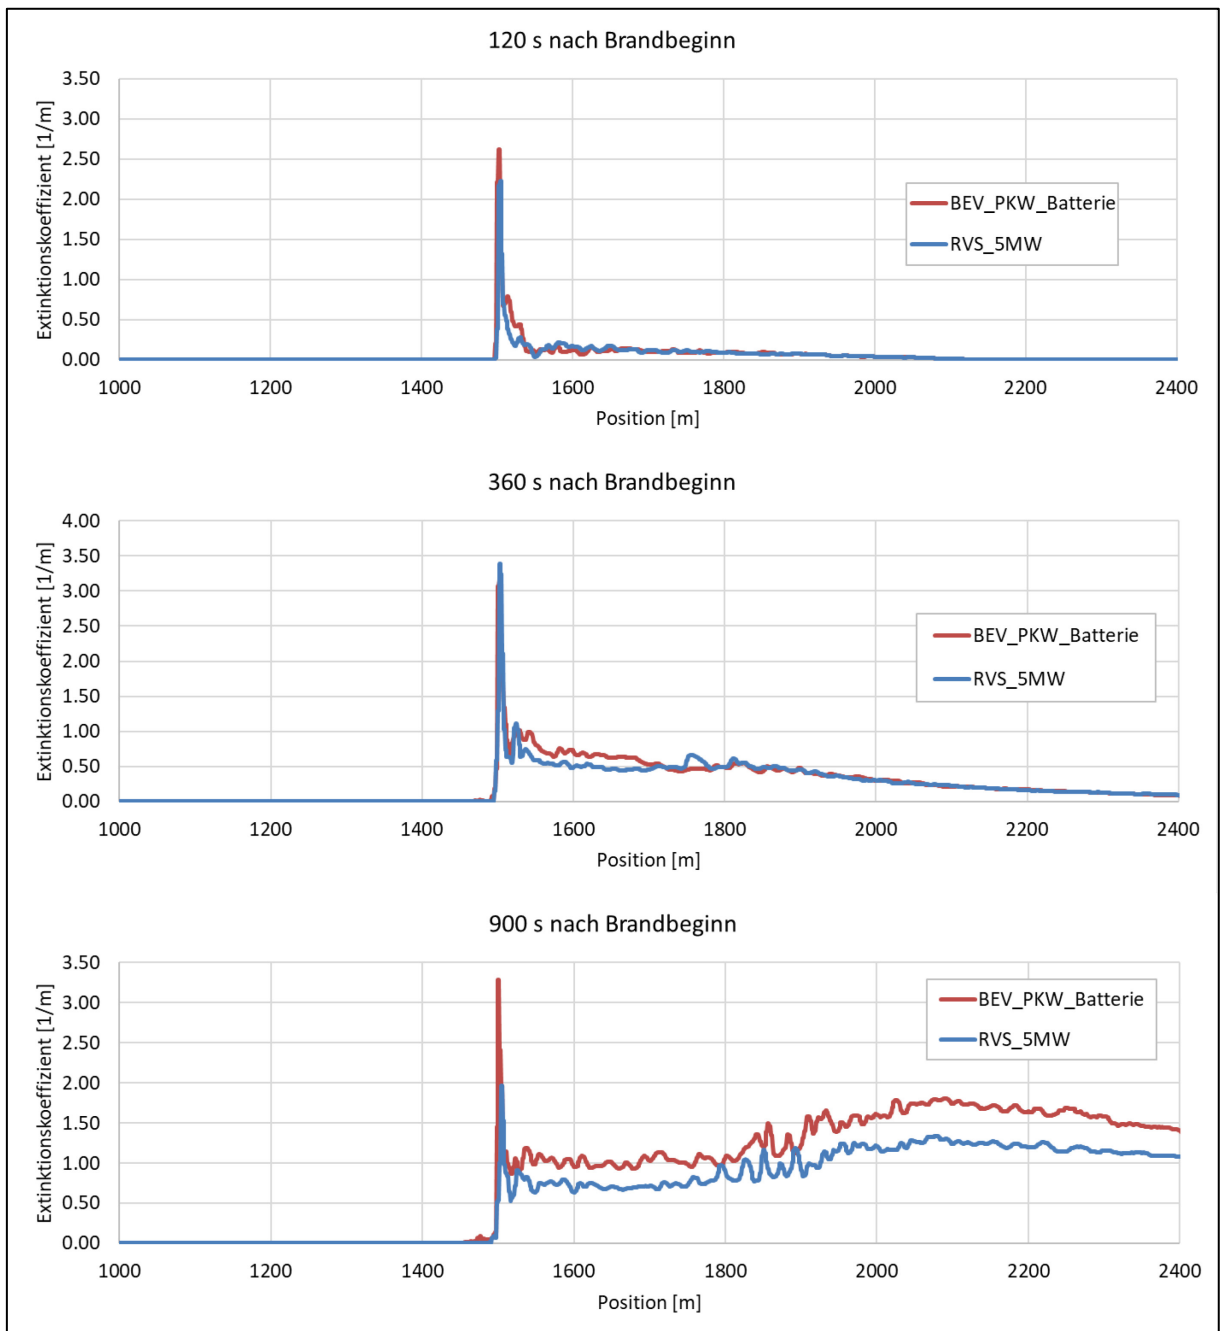 120 s nach Brandbeginn
Extinktionskoeffizient [1/m]
3.50
3.00
2.50
2.00
1.50
1.00
0.50
0.00
BEV_PKW_Batterie
RVS_5MW
1000 1200 1400 1600 1800 2000 2200 2400
Position [m]
360 s nach Brandbeginn
Extinktionskoeffizient [1/m]
4.00
3.50
3.00
2.50
2.00
1.50
1.00
0.50
0.00
BEV_PKW_Batterie
RVS_5MW
1000 1200 1400 1600 1800 2000 2200 2400
Position [m]
900 s nach Brandbeginn
Extinktionskoeffizient [1/m]
3.50
3.00
2.50
2.00
1.50
1.00
0.50
0.00
BEV_PKW_Batterie
RVS_5MW
1000 1200 1400 1600 1800 2000 2200 2400
Position [m]